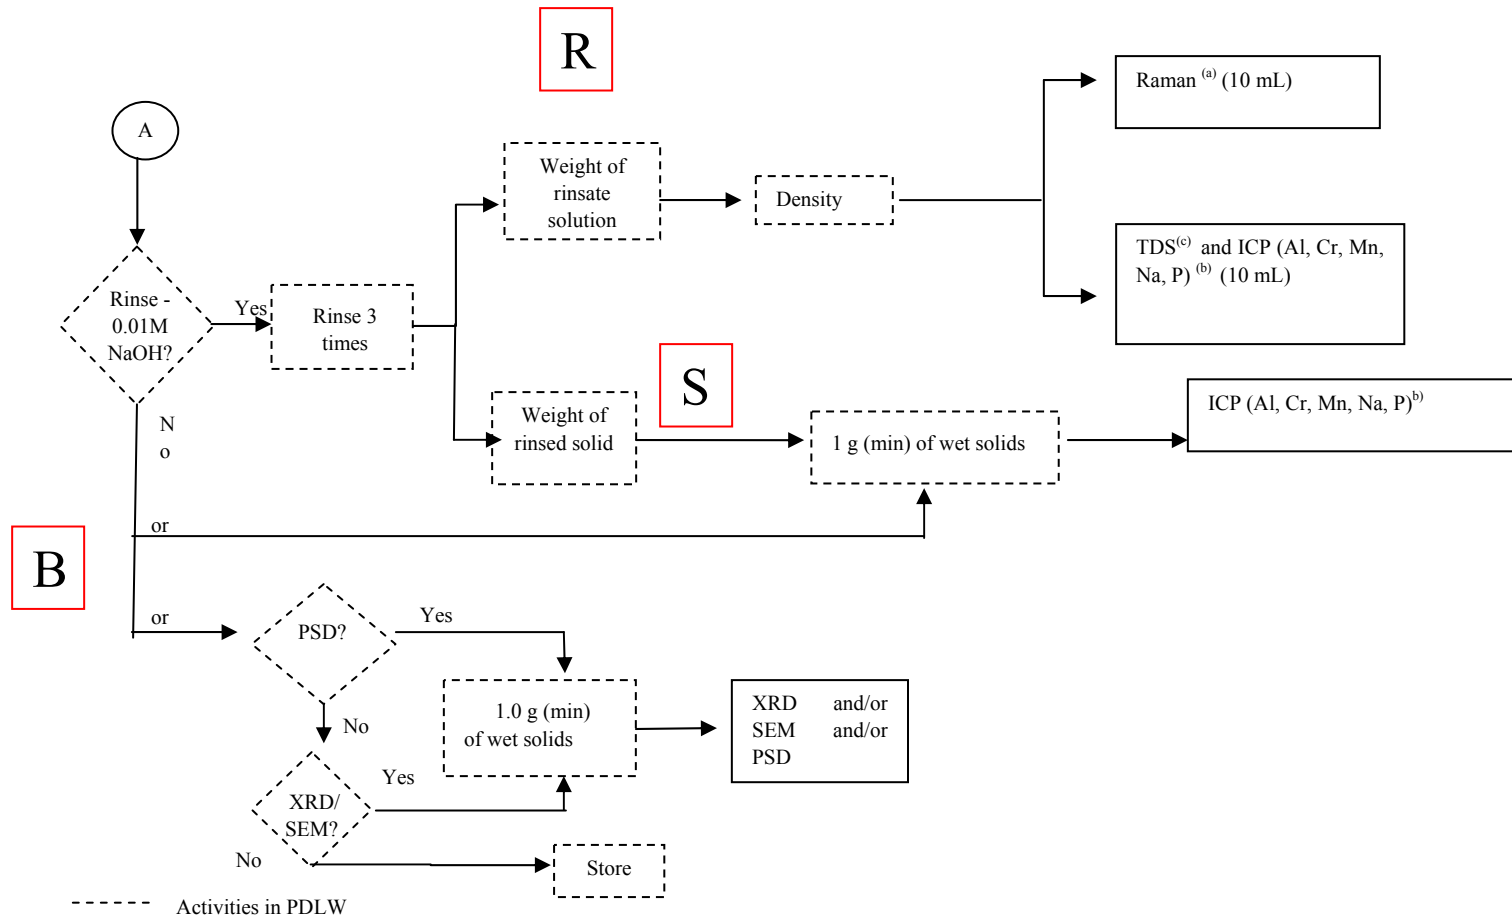 R
Raman (a) (10 mL)
A
Weight of
rinsate
solution
Density
TDS(c) and ICP (Al, Cr, Mn,
Na, P) (b) (10 mL)
Rinse -
0.01M
NaOH?
Yes
Rinse 3
times
S
Weight of
rinsed solid
1 g (min) of wet solids
ICP (Al, Cr, Mn, Na, P)b)
N
o
or
B
or
PSD?
Yes
No
1.0 g (min)
of wet solids
XRD and/or
SEM and/or
PSD
XRD/
SEM?
Yes
No
Store
Activities in PDLW